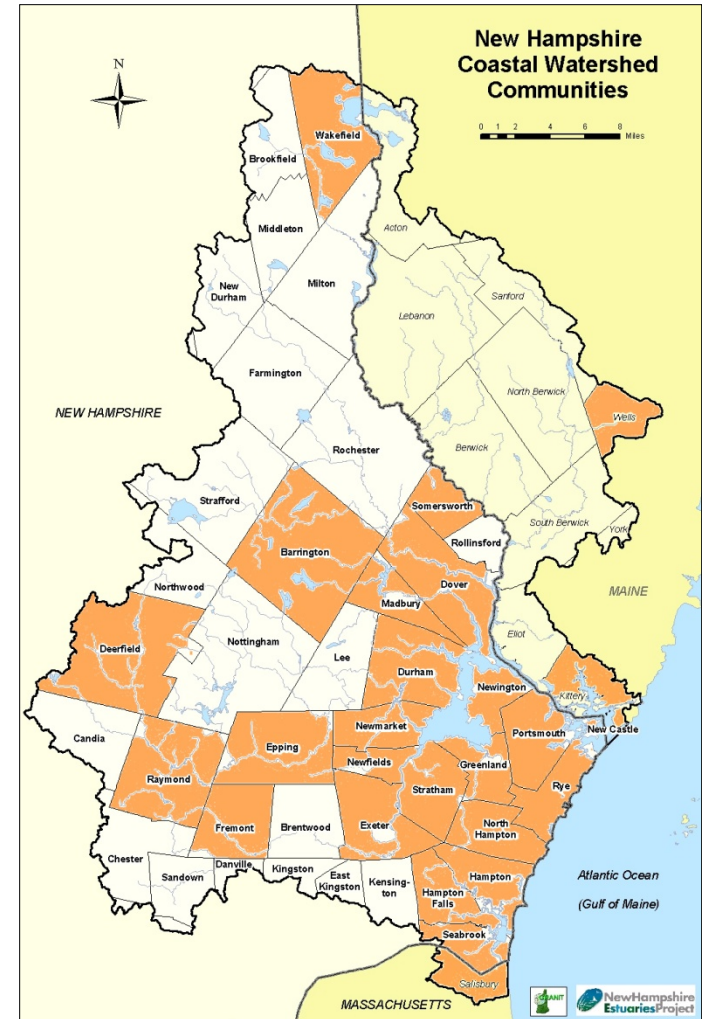 New Hampshire
Coastal Watershed
Communities
N
0 1 2 4 6 8
Miles
Wakefield
Brookfield
Middleton
Acton
New
Durham
Milton
Sanford
Lebanon
Farmington
North Berwick
NEW HAMPSHIRE
Wells
Rochester
Berwick
Strafford
Somersworth
South Berwick
York
Barrington
Rollinsford
Dover
Northwood
MAINE
Madbury
Deerfield
Nottingham
Eliot
Lee
Durham
Newington
Kittery
Candia
Newmarket
Portsmouth
New Castle
Epping
Newfields
Greenland
Raymond
Stratham
Rye
Fremont
Brentwood
Exeter
North
Hampton
Chester
Danville
Kingston
Sandown
East
Kingston
Kensing-
ton
Hampton
Hampton
Falls
Atlantic Ocean
(Gulf of Maine)
Seabrook
Salisbury
MASSACHUSETTS
GRANIT
NewHampshire
EstuariesProject